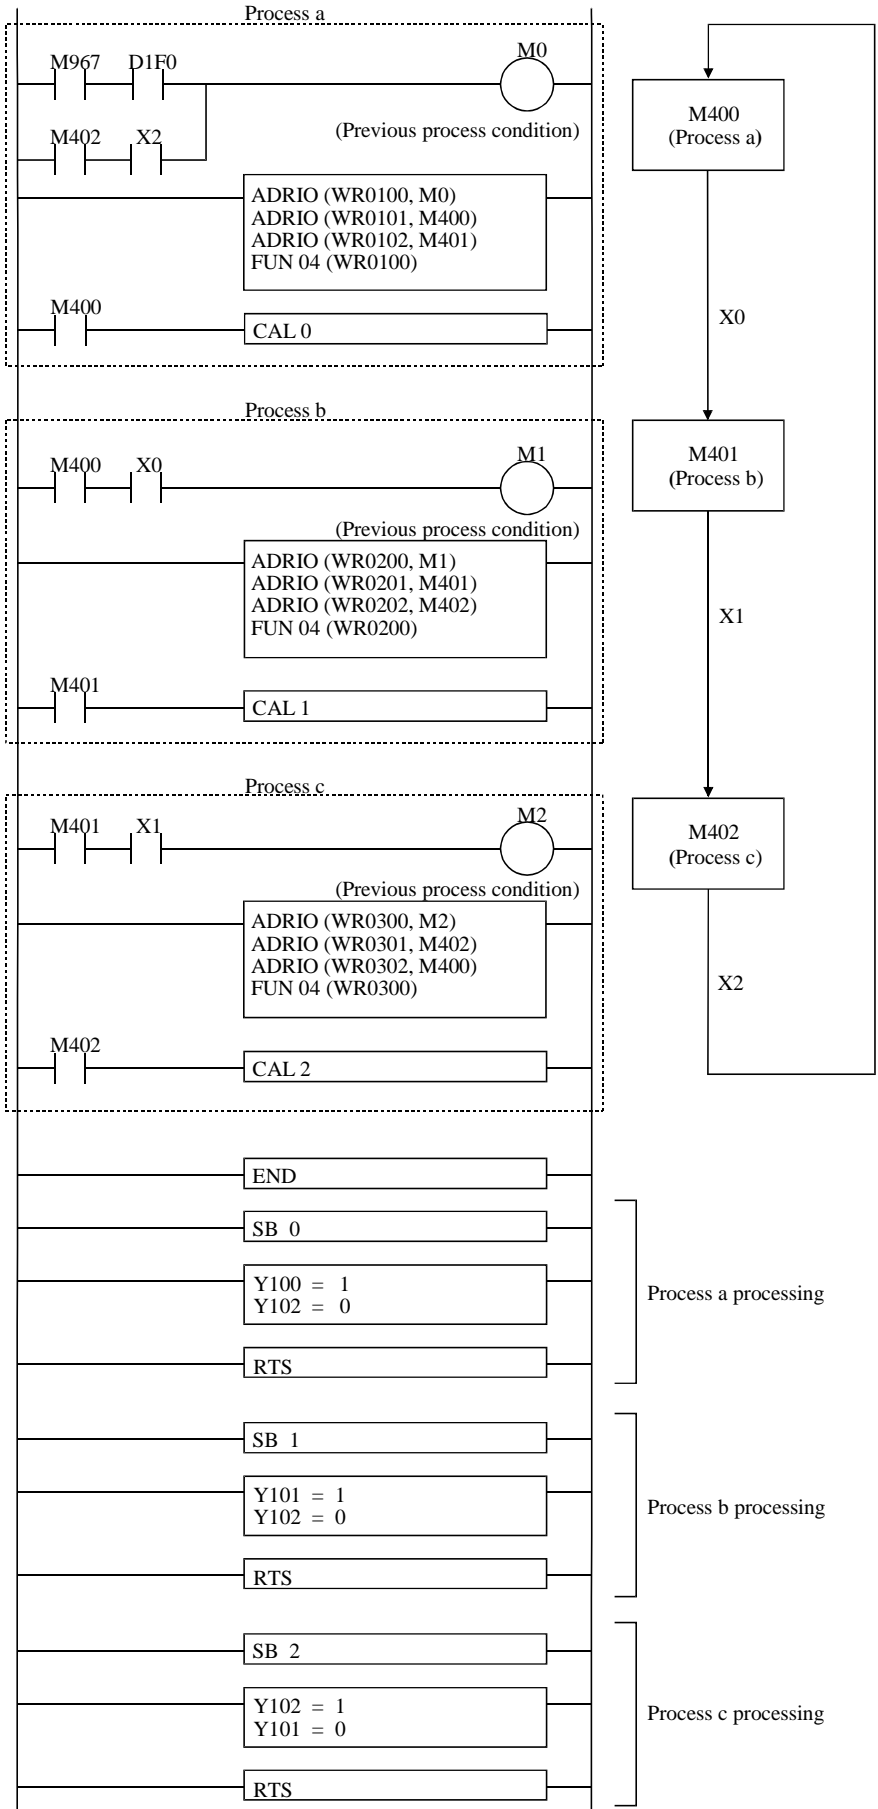 Process a
M967 D1F0 M0
M402 X2
(Previous process condition)
ADRIO (WR0100, M0)
ADRIO (WR0101, M400)
ADRIO (WR0102, M401)
FUN 04 (WR0100)
M400
CAL 0
M400
(Process a)
X0
Process b
M400 X0 M1
(Previous process condition)
ADRIO (WR0200, M1)
ADRIO (WR0201, M401)
ADRIO (WR0202, M402)
FUN 04 (WR0200)
M401
CAL 1
M401
(Process b)
X1
Process c
M401 X1 M2
(Previous process condition)
ADRIO (WR0300, M2)
ADRIO (WR0301, M402)
ADRIO (WR0302, M400)
FUN 04 (WR0300)
M402
CAL 2
M402
(Process c)
X2
END
SB 0
Y100 = 1
Y102 = 0
RTS
Process a processing
SB 1
Y101 = 1
Y102 = 0
RTS
Process b processing
SB 2
Y102 = 1
Y101 = 0
RTS
Process c processing